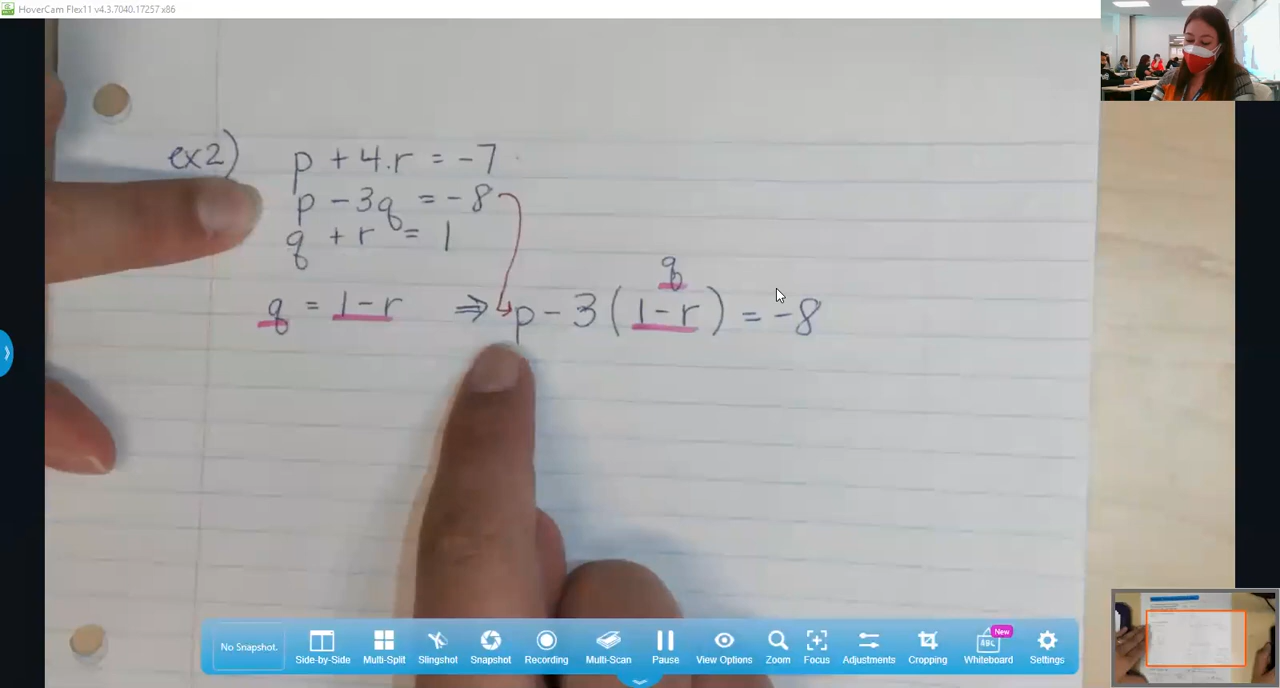 HoverCam Flex11 v4.3.7040.17257 x86
ex2) p + 4.r = -7
p - 3q = -8
q + r = 1
q
q = 1-r ⇒ p - 3(1-r) = -8
No Snapshot. Side-by-Side Multi-Split Slingshot Snapshot Recording Multi-Scan Pause View Options Zoom Focus Adjustments Cropping ABC New Whiteboard Settings